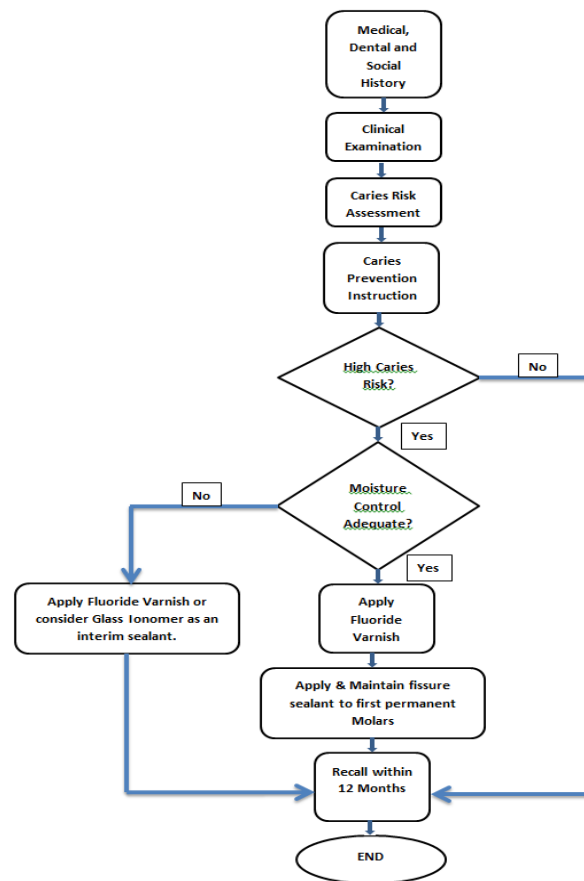 Medical,
Dental and
Social
History
Clinical
Examination
Caries Risk
Assessment
Caries
Prevention
Instruction
High Caries
Risk?
No
Yes
Moisture
Control
Adequate?
No
Yes
Apply Fluoride Varnish or
consider Glass Ionomer as an
interim sealant.
Apply
Fluoride
Varnish
Apply & Maintain fissure
sealant to first permanent
Molars
Recall within
12 Months
END